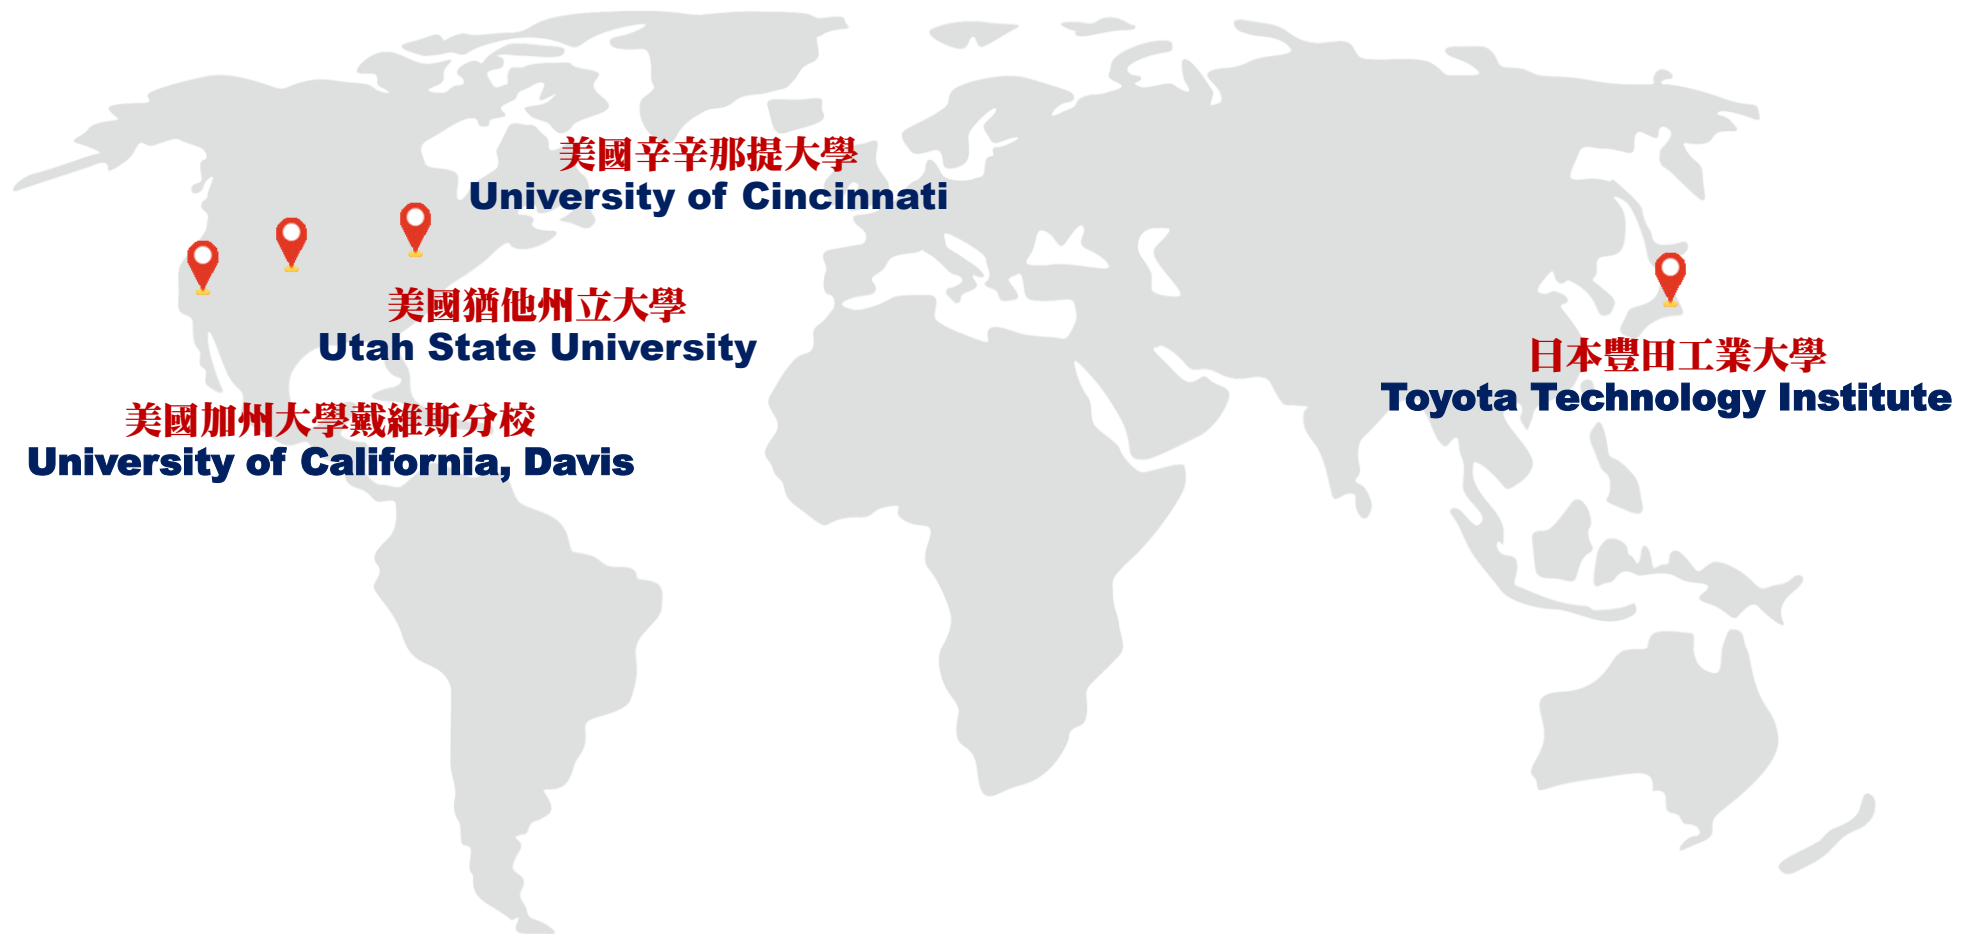 美國辛辛那提大學
University of Cincinnati
美國猶他州立大學
Utah State University
日本豐田工業大學
Toyota Technology Institute
美國加州大學戴維斯分校
University of California, Davis